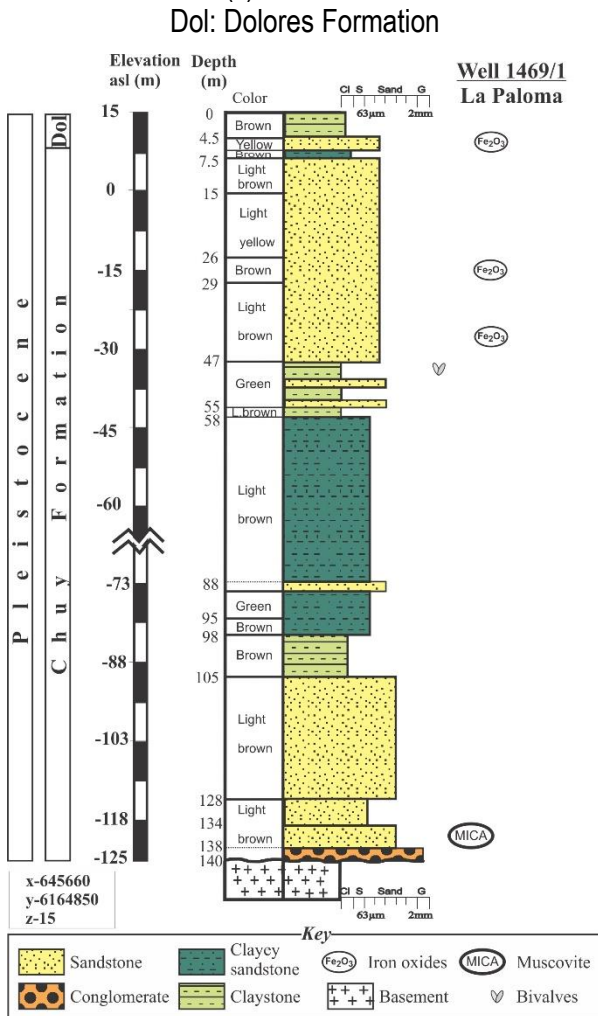 Dol: Dolores Formation
Elevation
asl (m)
Depth
(m)
Color
Cl S Sand G
63µm 2mm
Well 1469/1
La Paloma
Pleistocene
Dol
Chuy Formation
15
0
-15
-30
-45
-60
-73
-88
-103
-118
-125
0
4.5
7.5
15
26
29
47
55
58
88
95
98
105
128
134
138
140
Brown
Yellow
Brown
Light
brown
Light
yellow
Brown
Light
brown
Green
L.brown
Light
brown
Green
Brown
Brown
Light
brown
Light
brown
Fe2O3
Fe2O3
Fe2O3
MICA
Cl S Sand G
63µm 2mm
x-645660
y-6164850
z-15
Key
Sandstone
Clayey
sandstone
Fe2O3 Iron oxides
MICA Muscovite
Conglomerate
Claystone
Basement
Bivalves